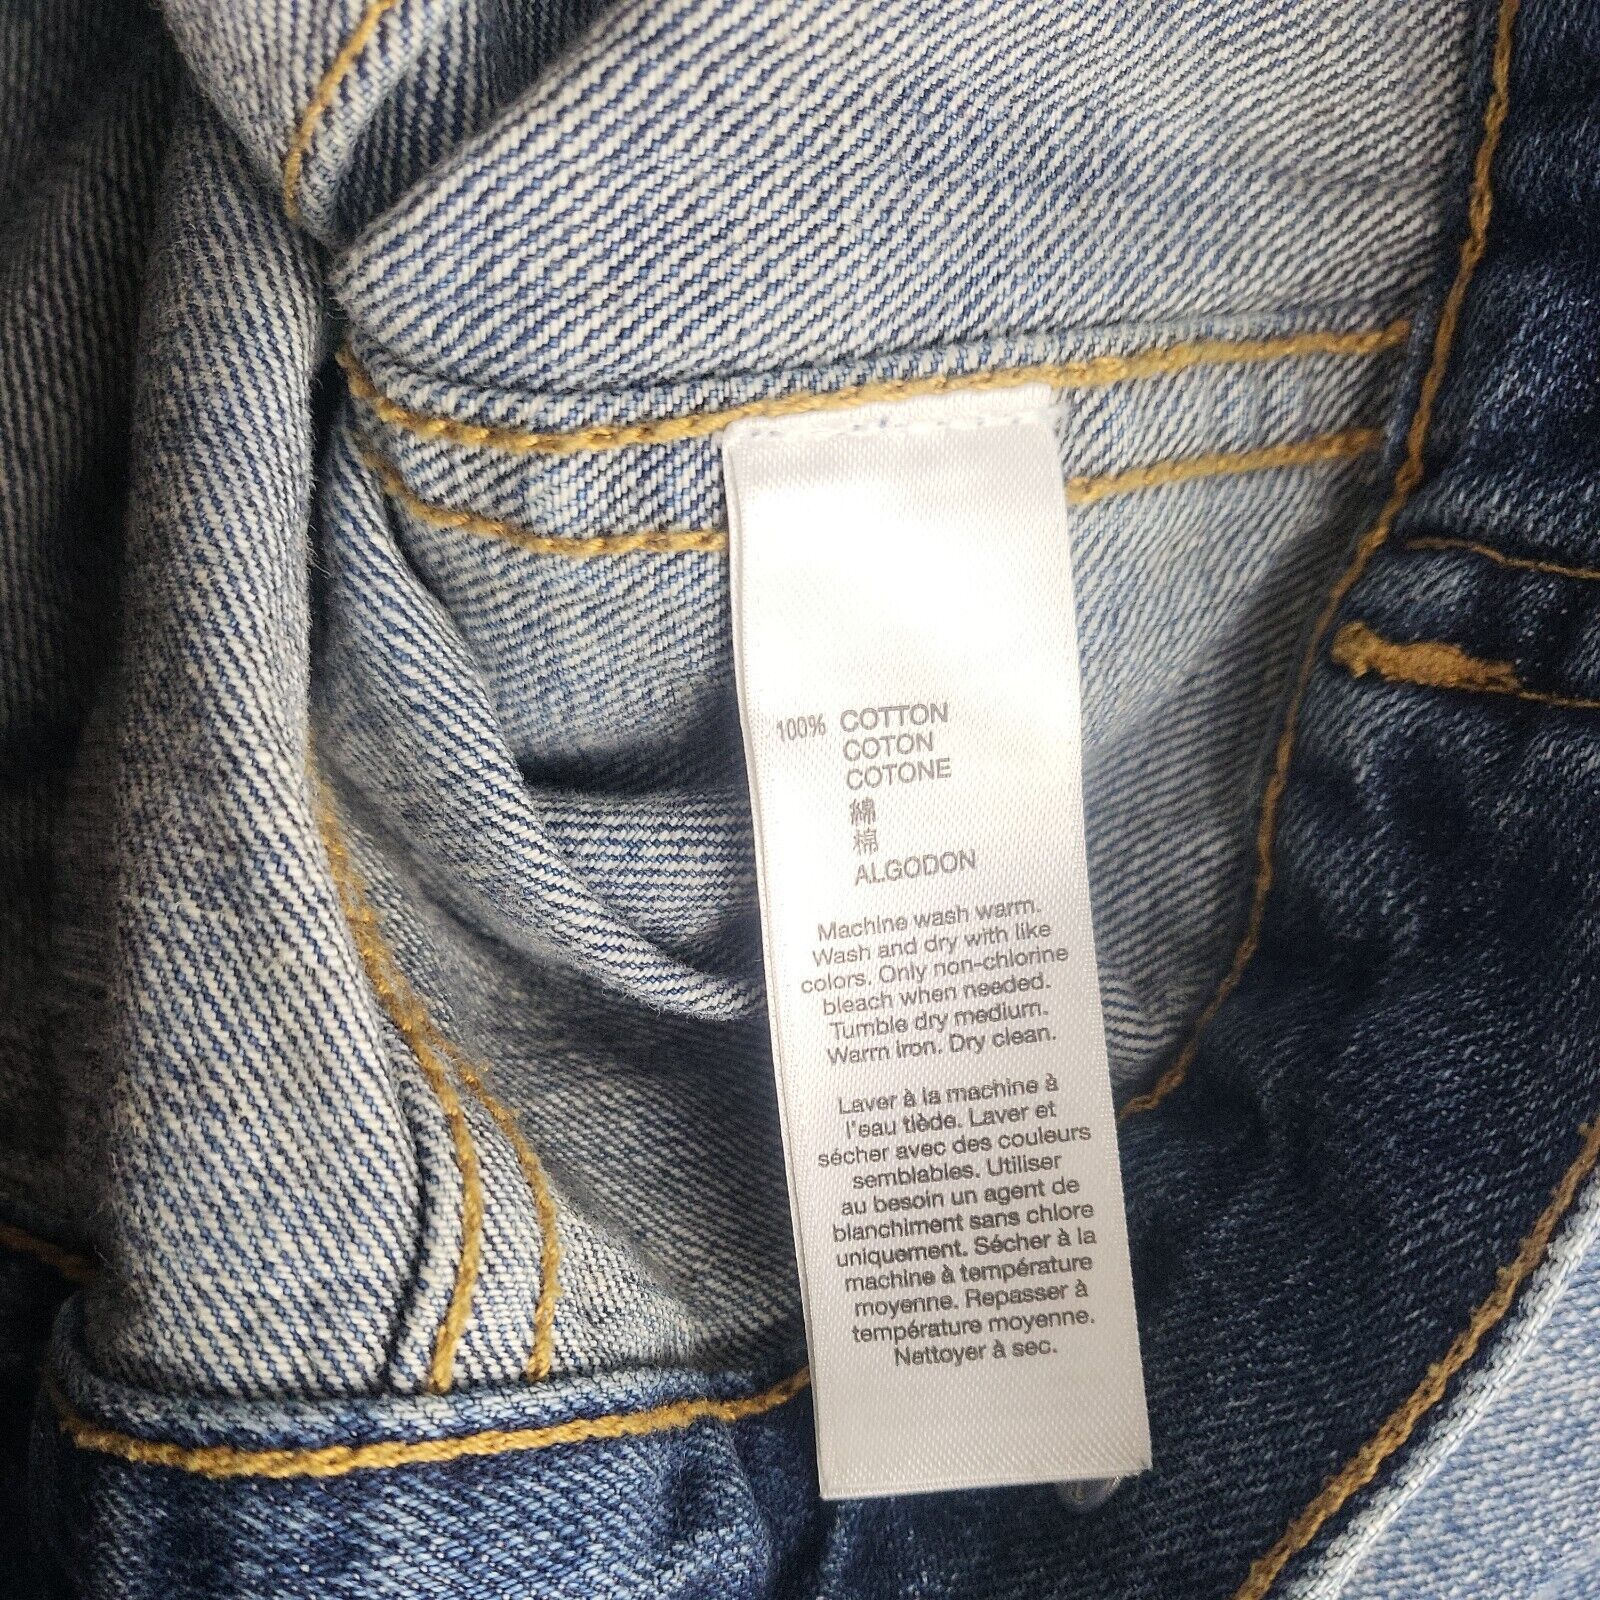 100% COTTON
COTON
COTONE
綿
棉
ALGODON
Machine wash warm.
Wash and dry with like
colors. Only non-chlorine
bleach when needed.
Tumble dry medium.
Warm iron. Dry clean.
Laver à la machine à
l'eau tiède. Laver et
sécher avec des couleurs
semblables. Utiliser
au besoin un agent de
blanchiment sans chlore
uniquement. Sécher à la
machine à température
moyenne. Repasser à
température moyenne.
Nettoyer à sec.